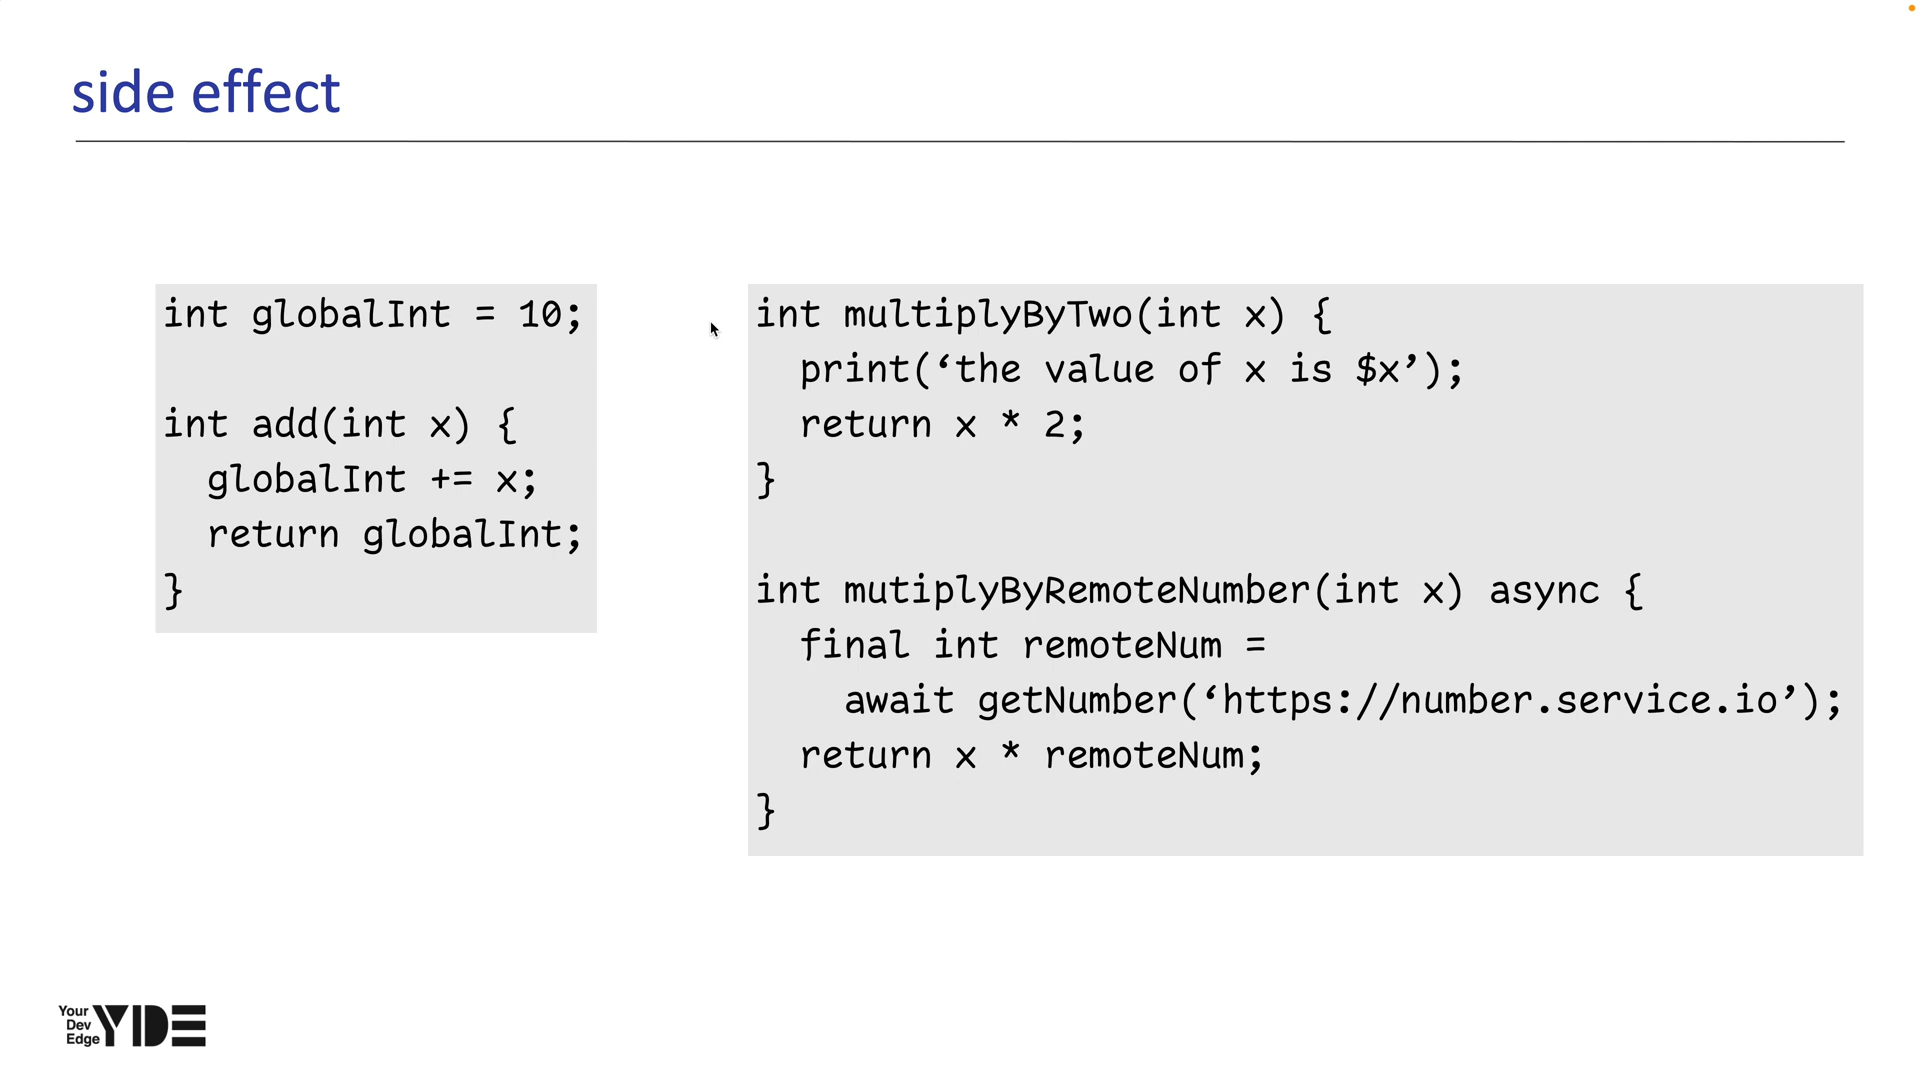 side effect
int globalInt = 10;
int add(int x) {
globalInt += x;
return globalInt;
}
int multiplyByTwo(int x) {
print(‘the value of x is $x’);
return x * 2;
}
int mutiplyByRemoteNumber(int x) async {
final int remoteNum =
await getNumber(‘https://number.service.io’);
return x * remoteNum;
}
Your
Dev
Edge
YDE